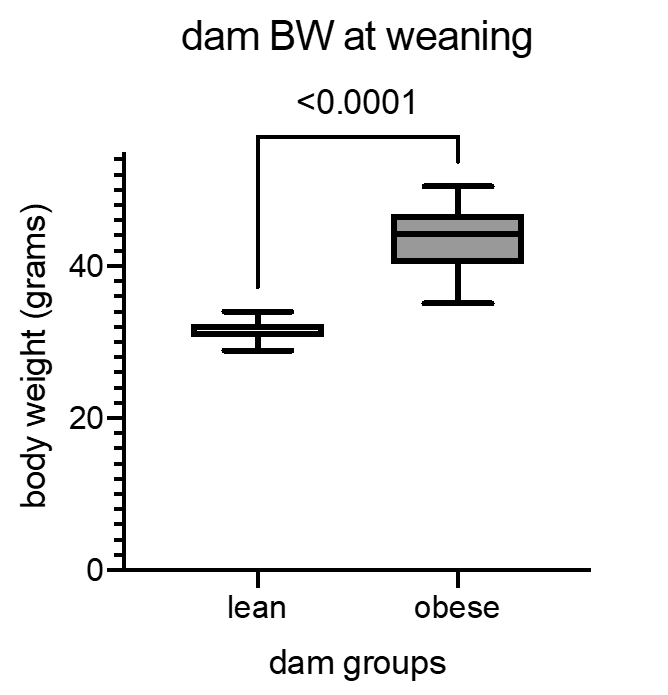 dam BW at weaning
<0.0001
body weight (grams)
40
20
0
lean
obese
dam groups